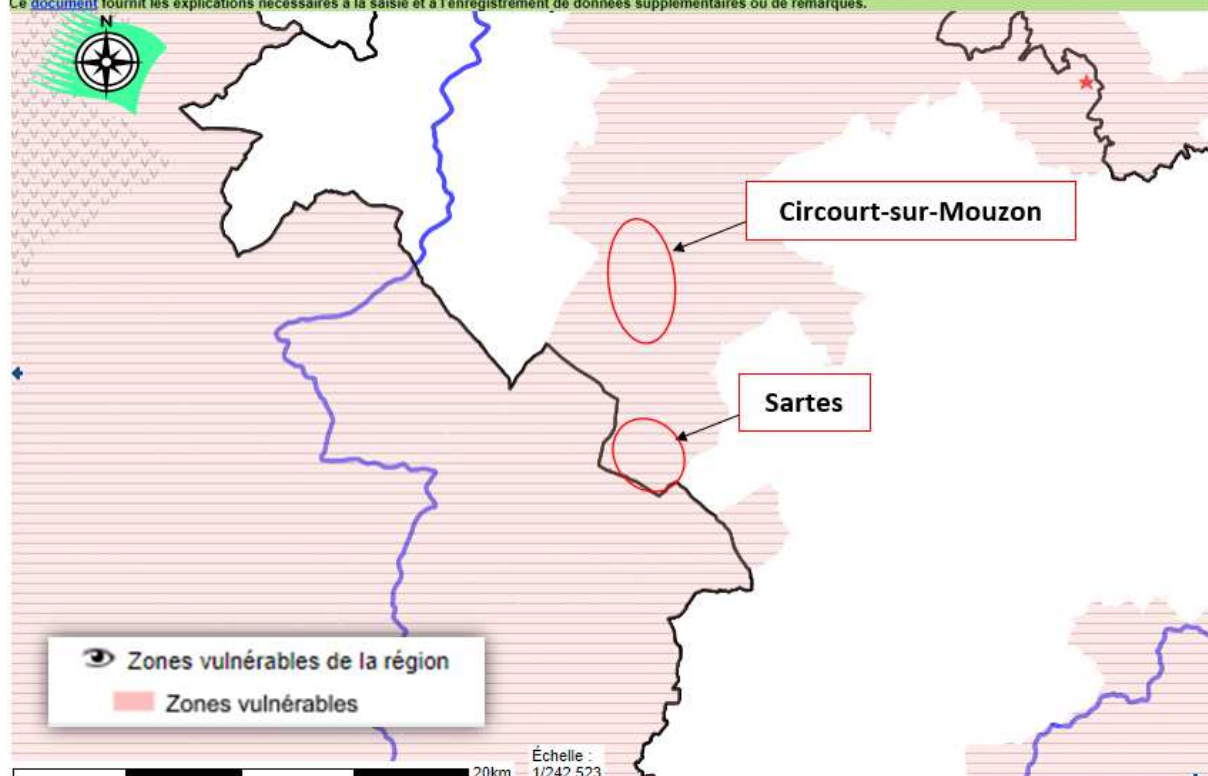 Ce document fournit les explications nécessaires à la saisie et à l'enregistrement de données supplémentaires ou de remarques.
N
Circourt-sur-Mouzon
Sartes
Zones vulnérables de la région
Zones vulnérables
20km
Échelle :
1/242 523